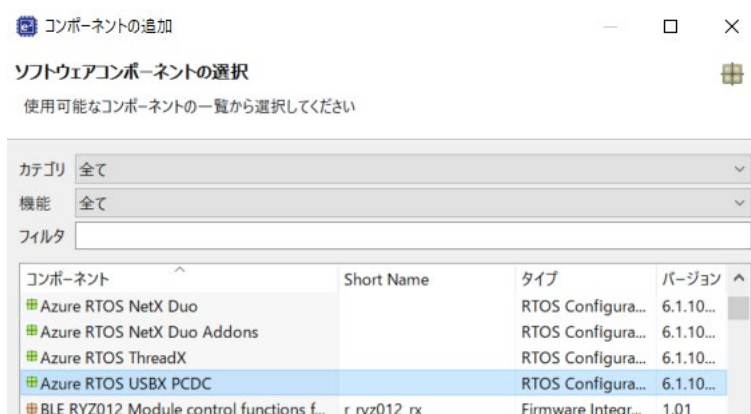 コンポーネントの追加
ソフトウェアコンポーネントの選択
使用可能なコンポーネントの一覧から選択してください
カテゴリ 全て
機能 全て
フィルタ
コンポーネント Short Name タイプ バージョン
Azure RTOS NetX Duo RTOS Configura... 6.1.10...
Azure RTOS NetX Duo Addons RTOS Configura... 6.1.10...
Azure RTOS ThreadX RTOS Configura... 6.1.10...
Azure RTOS USBX PCDC RTOS Configura... 6.1.10...
BLE RYZ012 Module control functions f... r_ryz012_rx Firmware Integr... 1.01